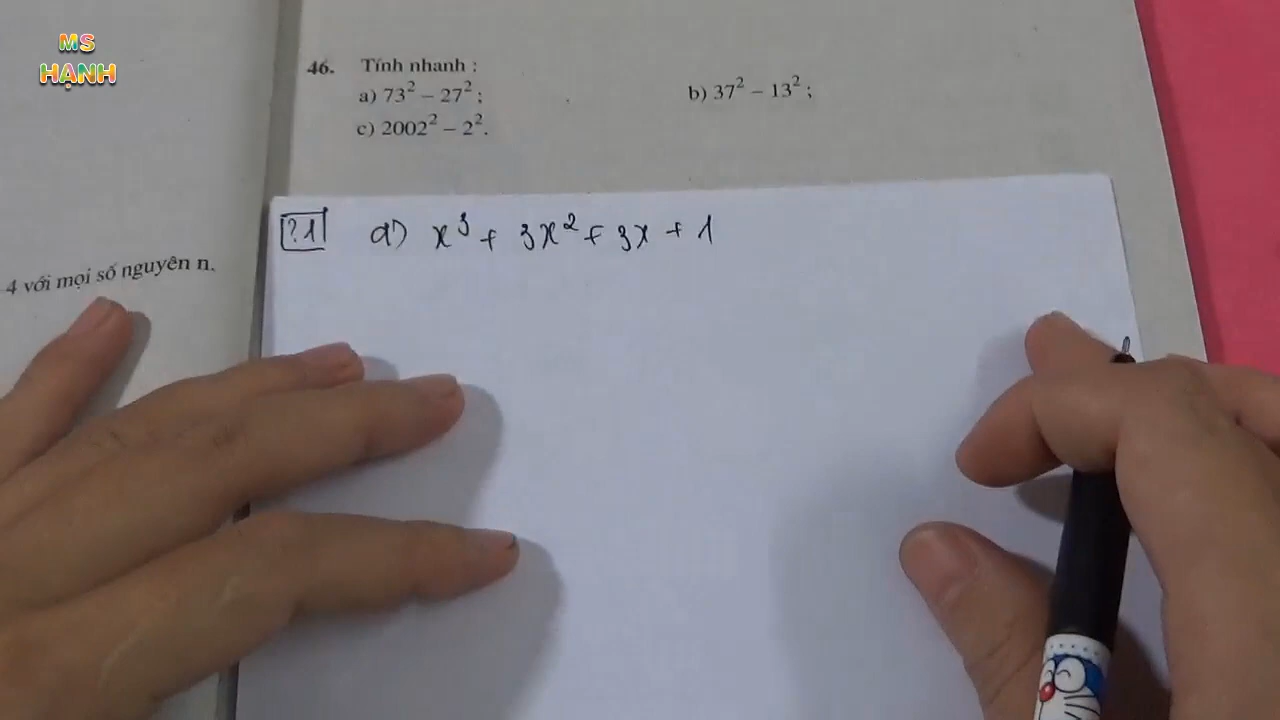 MS
HẠNH
46. Tính nhanh :
a) 73² – 27² ; b) 37² – 13² ;
c) 2002² – 2².
4 với mọi số nguyên n.
?1 a) x³ + 3x² + 3x + 1